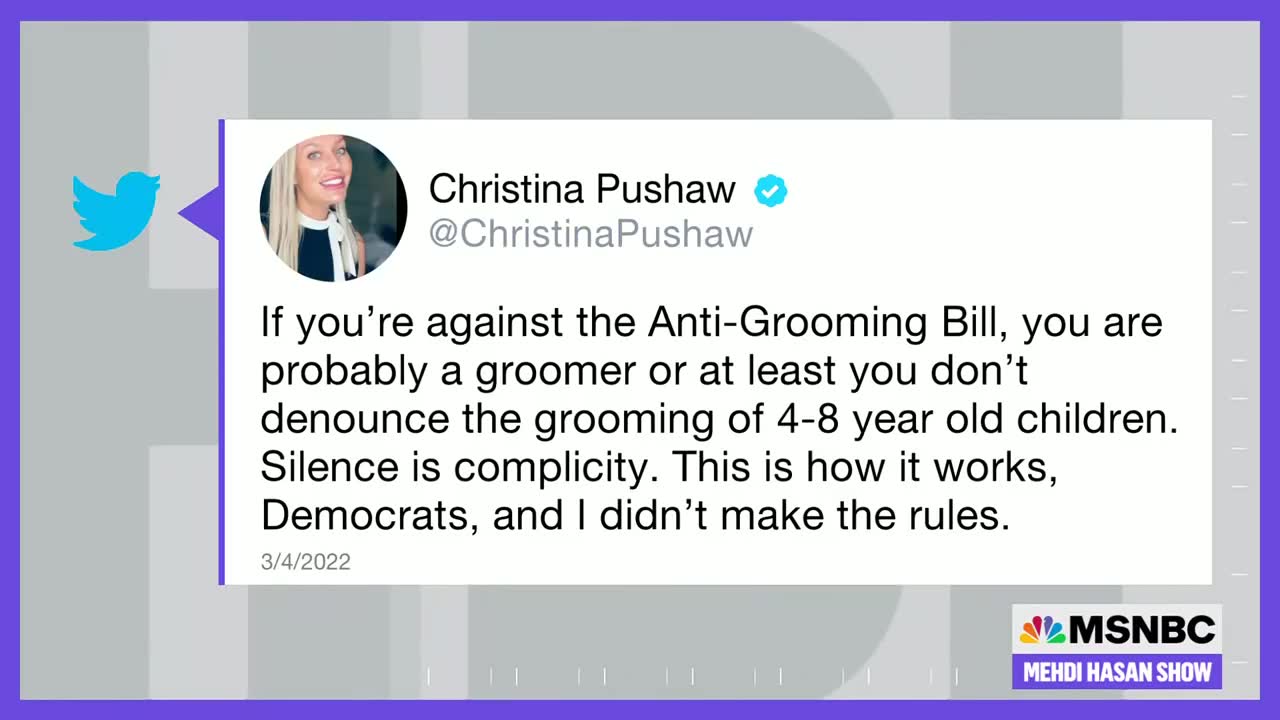 Christina Pushaw
@ChristinaPushaw
If you’re against the Anti-Grooming Bill, you are
probably a groomer or at least you don’t
denounce the grooming of 4-8 year old children.
Silence is complicity. This is how it works,
Democrats, and I didn’t make the rules.
3/4/2022
MSNBC
MEHDI HASAN SHOW